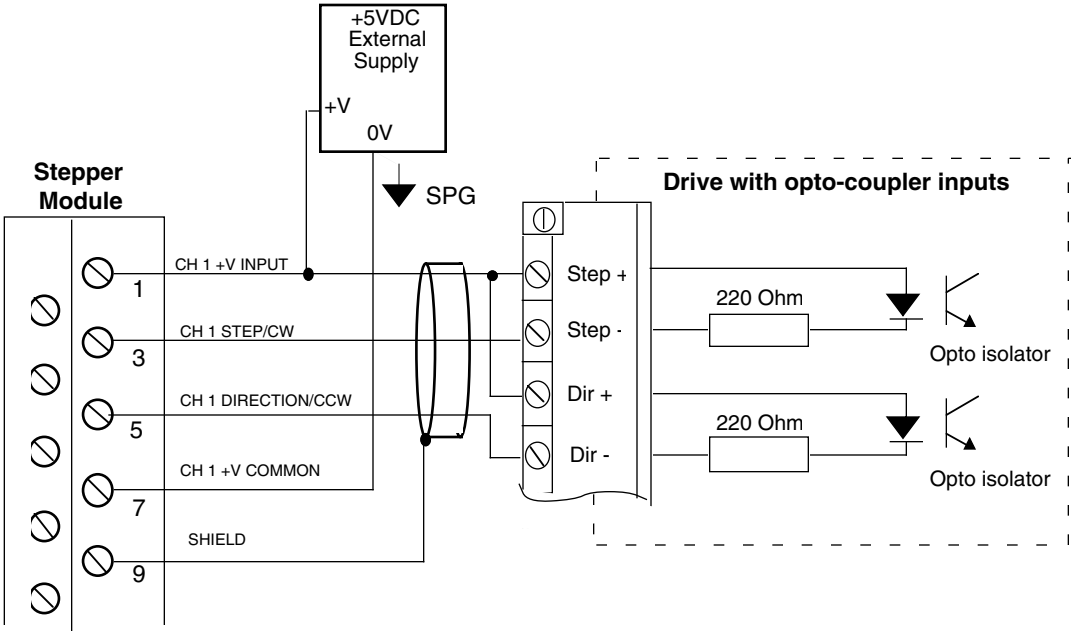 +5VDC
External
Supply
+V
0V
SPG
Stepper
Module
Drive with opto-coupler inputs
CH 1 +V INPUT
1
CH 1 STEP/CW
3
CH 1 DIRECTION/CCW
5
CH 1 +V COMMON
7
SHIELD
9
Step +
Step -
Dir +
Dir -
220 Ohm
Opto isolator
220 Ohm
Opto isolator